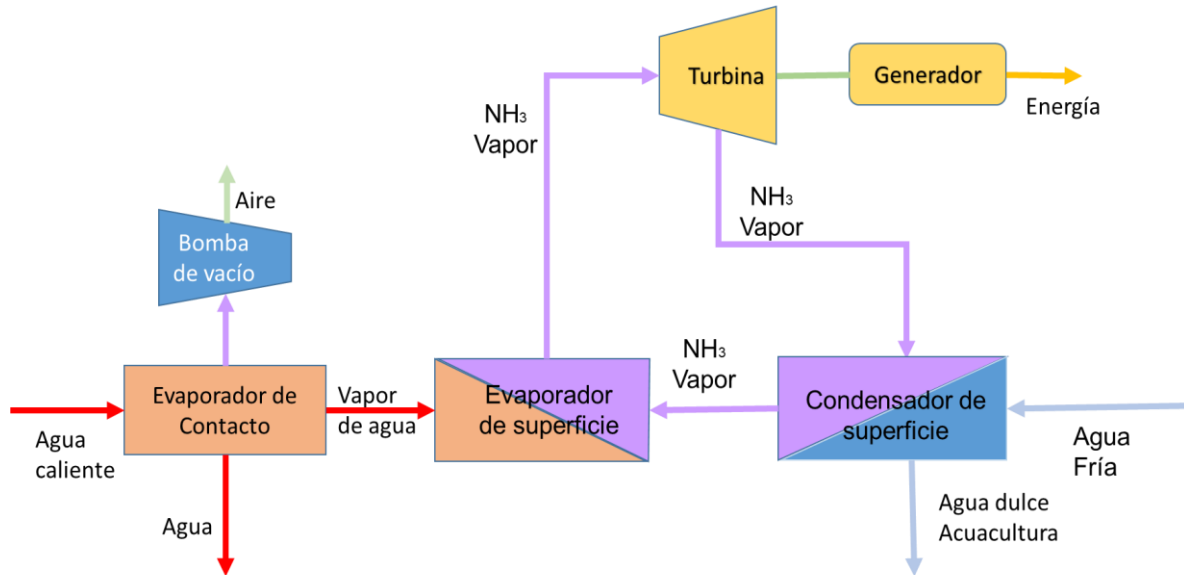 Turbina
Generador
Energía
NH₃
Vapor
NH₃
Vapor
Aire
Bomba
de vacío
NH₃
Vapor
Evaporador de
Contacto
Vapor
de agua
Evaporador
de superficie
Condensador de
superficie
Agua
caliente
Agua
Fría
Agua
Agua dulce
Acuacultura